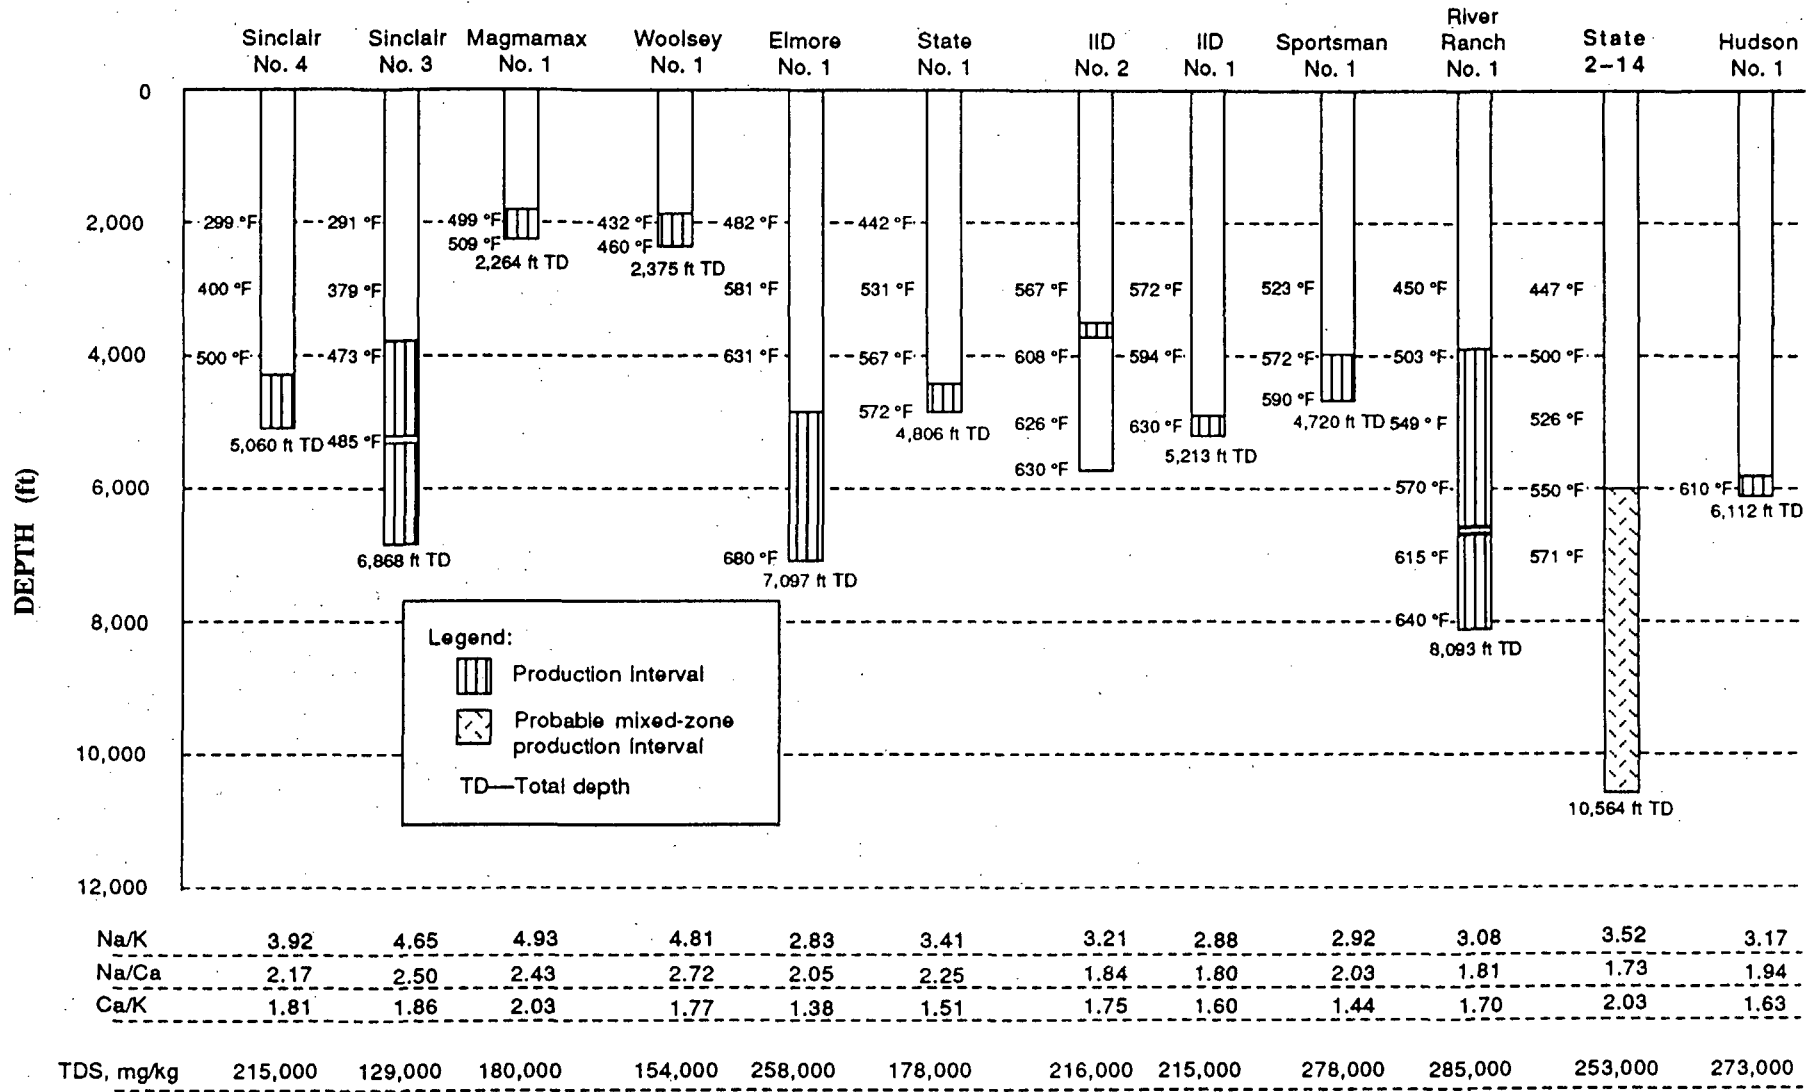 River
Sinclair Sinclair Magmamax Woolsey Elmore State IID IID Sportsman Ranch State Hudson
No. 4 No. 3 No. 1 No. 1 No. 1 No. 1 No. 2 No. 1 No. 1 No. 1 2–14 No. 1
0
2,000 299 °F 291 °F 499 °F 432 °F 482 °F 442 °F
509 °F 460 °F
2,264 ft TD 2,375 ft TD
400 °F 379 °F 581 °F 531 °F 567 °F 572 °F 523 °F 450 °F 447 °F
4,000 500 °F 473 °F 631 °F 567 °F 608 °F 594 °F 572 °F 503 °F 500 °F
572 °F 590 °F
5,060 ft TD 485 °F 4,806 ft TD 626 °F 630 °F 4,720 ft TD 549 °F 526 °F
5,213 ft TD
630 °F
6,000 570 °F 550 °F 610 °F
6,112 ft TD
6,868 ft TD 680 °F 615 °F 571 °F
7,097 ft TD
8,000 640 °F
8,093 ft TD
DEPTH (ft)
Legend:
Production Interval
Probable mixed-zone
production Interval
TD—Total depth
10,000
10,564 ft TD
12,000
Na/K 3.92 4.65 4.93 4.81 2.83 3.41 3.21 2.88 2.92 3.08 3.52 3.17
Na/Ca 2.17 2.50 2.43 2.72 2.05 2.25 1.84 1.80 2.03 1.81 1.73 1.94
Ca/K 1.81 1.86 2.03 1.77 1.38 1.51 1.75 1.60 1.44 1.70 2.03 1.63
TDS, mg/kg 215,000 129,000 180,000 154,000 258,000 178,000 216,000 215,000 278,000 285,000 253,000 273,000